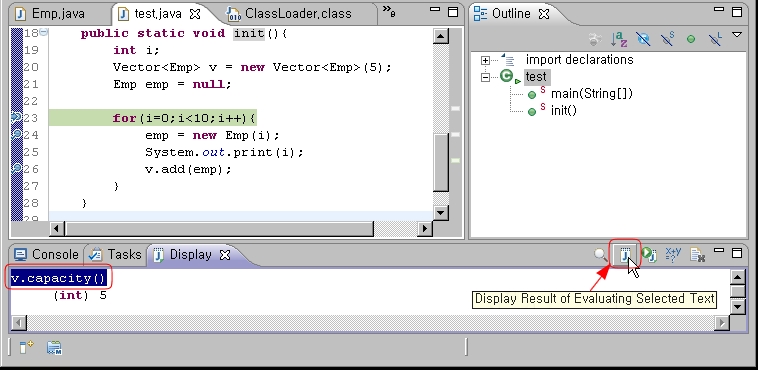 Emp.java
test.java
ClassLoader.class
»8
Outline
18 public static void init(){
19 int i;
20 Vector<Emp> v = new Vector<Emp>(5);
21 Emp emp = null;
22
23 for(i=0;i<10;i++){
24 emp = new Emp(i);
25 System.out.print(i);
26 v.add(emp);
27 }
28 }
29
import declarations
test
main(String[])
init()
Console
Tasks
Display
v.capacity()
(int) 5
Display Result of Evaluating Selected Text